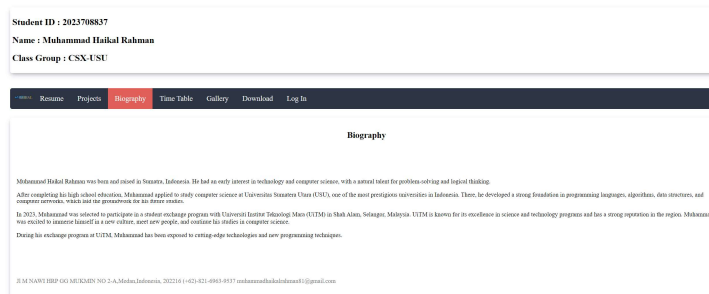 Student ID : 2023708837
Name : Muhammad Haikal Rahman
Class Group : CSX-USU
Resume Projects Biography Time Table Gallery Download Log In
Biography
Muhammad Haikal Rahman was born and raised in Sumatra, Indonesia. He had an early interest in technology and computer science, with a natural talent for problem-solving and logical thinking.
After completing his high school education, Muhammad applied to study computer science at Universitas Sumatera Utara (USU), one of the most prestigious universities in Indonesia. There, he developed a strong foundation in programming languages, algorithms, data structures, and
computer networks, which laid the groundwork for his future studies.
In 2023, Muhammad was selected to participate in a student exchange program with Universiti Institut Teknologi Mara (UiTM) in Shah Alam, Selangor, Malaysia. UiTM is known for its excellence in science and technology programs and has a strong reputation in the region. Muhamm
was excited to immerse himself in a new culture, meet new people, and continue his studies in computer science.
During his exchange program at UiTM, Muhammad has been exposed to cutting-edge technologies and new programming techniques.
Jl M NAWI HRP GG MUKMIN NO 2-A,Medan,Indonesia, 202216 (+62)-821-6963-9537 muhammadhaikalrahman81@gmail.com